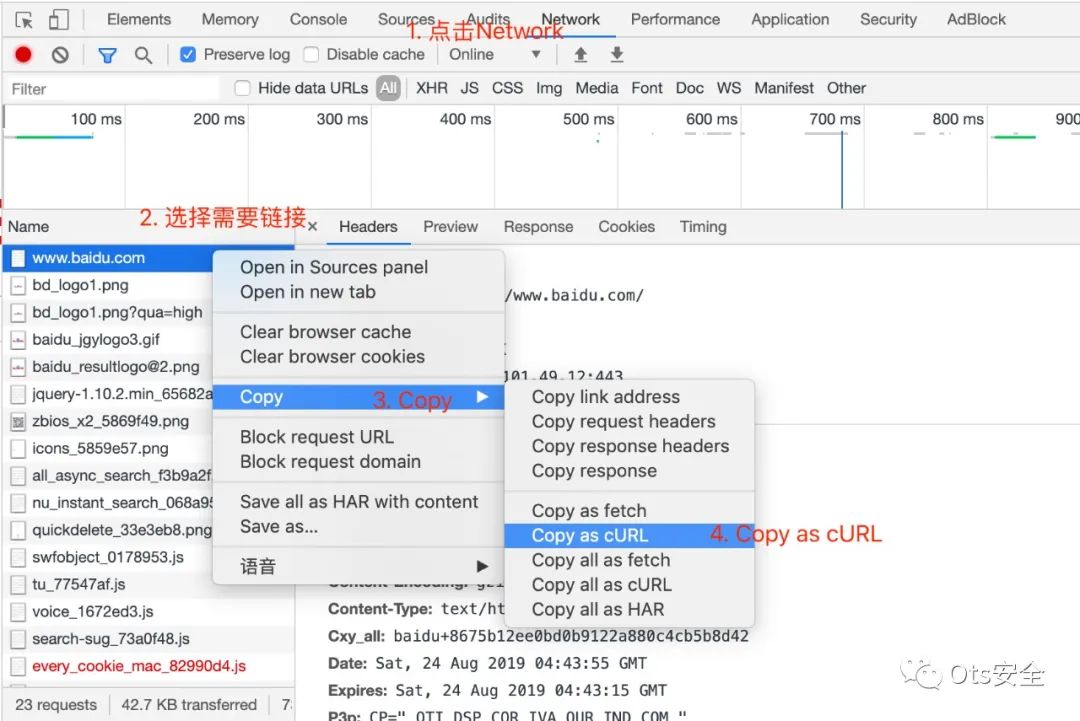 Elements Memory Console Sources Audits Network Performance Application Security AdBlock
1. 点击Network
Preserve log Disable cache Online
Filter Hide data URLs All XHR JS CSS Img Media Font Doc WS Manifest Other
100 ms 200 ms 300 ms 400 ms 500 ms 600 ms 700 ms 800 ms 900
2. 选择需要链接
Name × Headers Preview Response Cookies Timing
www.baidu.com
bd_logo1.png
bd_logo1.png?qua=high
baidu_jgylogo3.gif
baidu_resultlogo@2.png
jquery-1.10.2.min_65682a
zbios_x2_5869f49.png
icons_5859e57.png
all_async_search_f3b9a2f
nu_instant_search_068a95
quickdelete_33e3eb8.png
swfobject_0178953.js
tu_77547af.js
voice_1672ed3.js
search-sug_73a0f48.js
every_cookie_mac_82990d4.js
23 requests 42.7 KB transferred
Open in Sources panel
Open in new tab
Clear browser cache
Clear browser cookies
Copy
3. Copy
Block request URL
Block request domain
Save all as HAR with content
Save as...
语音
Copy link address
Copy request headers
Copy response headers
Copy response
Copy as fetch
Copy as cURL
4. Copy as cURL
Copy all as fetch
Copy all as cURL
Copy all as HAR
/www.baidu.com/
101.49.12:443
Content-Type: text/ht
Cxy_all: baidu+8675b12ee0bd0b9122a880c4cb5b8d42
Date: Sat, 24 Aug 2019 04:43:55 GMT
Expires: Sat, 24 Aug 2019 04:43:15 GMT
P3p: CP=" OTI DSP COR IVA OUR IND COM "
Ots安全